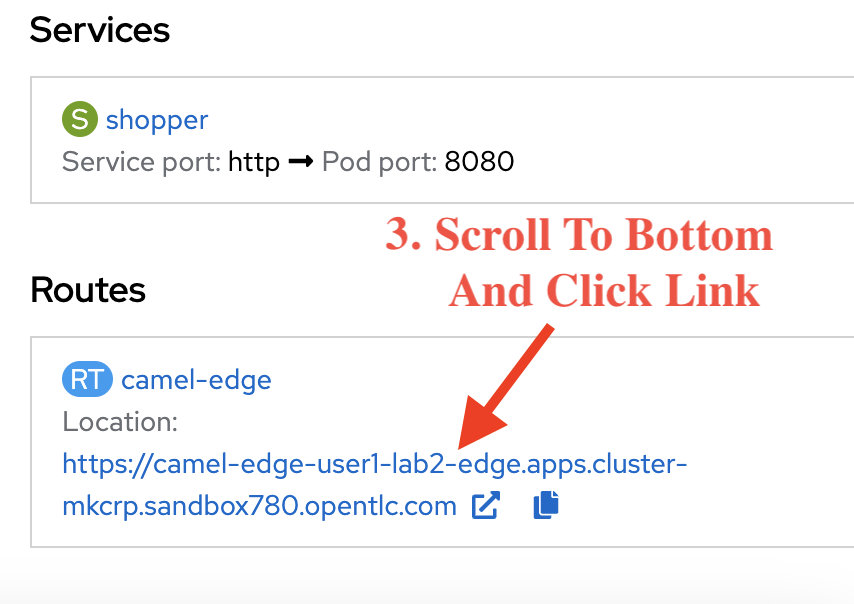 Services
S shopper
Service port: http ➞ Pod port: 8080
3. Scroll To Bottom
And Click Link
Routes
RT camel-edge
Location:
https://camel-edge-user1-lab2-edge.apps.cluster-
mkcrp.sandbox780.opentlc.com